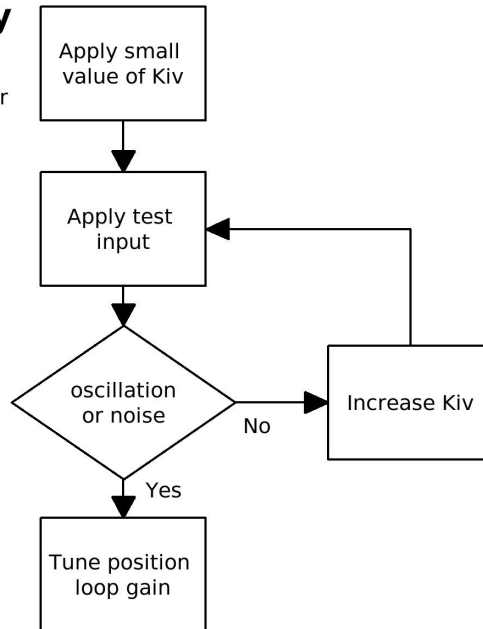 y
r
Apply small
value of Kiv
Apply test
input
oscillation
or noise
No
Increase Kiv
Yes
Tune position
loop gain